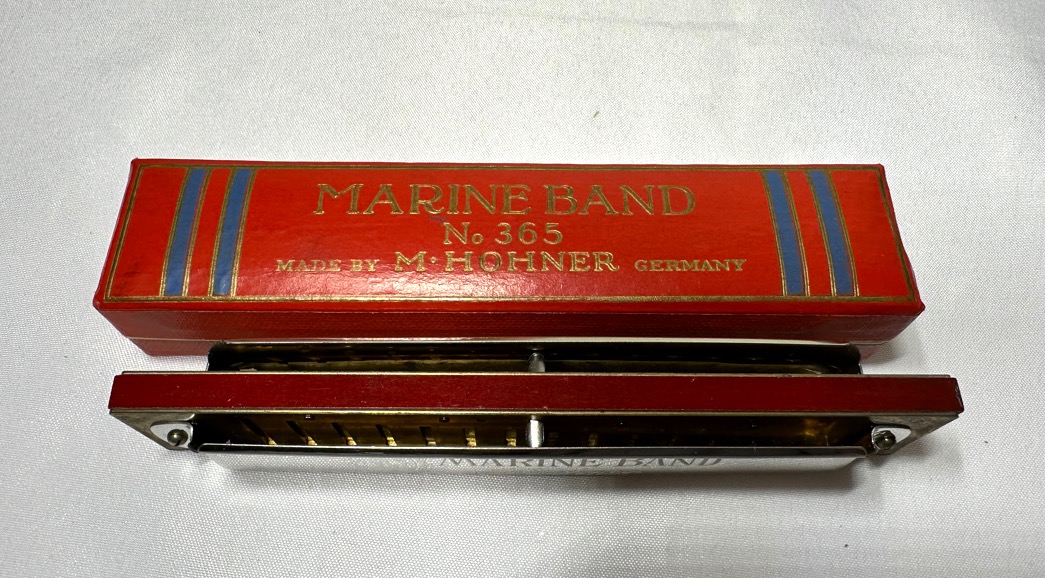 MARINE BAND
No 365
MADE BY M. HOHNER GERMANY
MARINE BAND